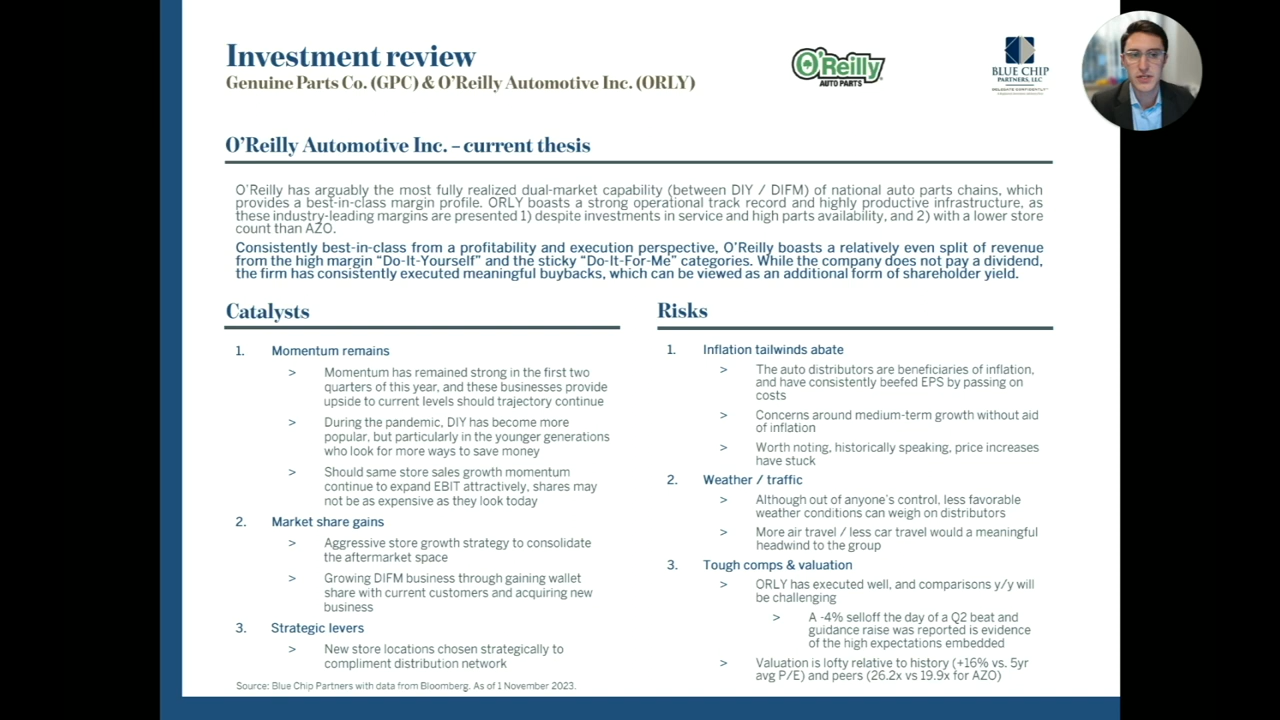 Investment review
Genuine Parts Co. (GPC) & O'Reilly Automotive Inc. (ORLY)
O'Reilly
AUTO PARTS
BLUE CHIP
PARTNERS, LLC
O'Reilly Automotive Inc. – current thesis
O'Reilly has arguably the most fully realized dual-market capability (between DIY / DIFM) of national auto parts chains, which
provides a best-in-class margin profile. ORLY boasts a strong operational track record and highly productive infrastructure, as
these industry-leading margins are presented 1) despite investments in service and high parts availability, and 2) with a lower store
count than AZO.
Consistently best-in-class from a profitability and execution perspective, O'Reilly boasts a relatively even split of revenue
from the high margin "Do-It-Yourself" and the sticky "Do-It-For-Me" categories. While the company does not pay a dividend,
the firm has consistently executed meaningful buybacks, which can be viewed as an additional form of shareholder yield.
Catalysts
1. Momentum remains
> Momentum has remained strong in the first two
quarters of this year, and these businesses provide
upside to current levels should trajectory continue
> During the pandemic, DIY has become more
popular, but particularly in the younger generations
who look for more ways to save money
> Should same store sales growth momentum
continue to expand EBIT attractively, shares may
not be as expensive as they look today
2. Market share gains
> Aggressive store growth strategy to consolidate
the aftermarket space
> Growing DIFM business through gaining wallet
share with current customers and acquiring new
business
3. Strategic levers
> New store locations chosen strategically to
compliment distribution network
Risks
1. Inflation tailwinds abate
> The auto distributors are beneficiaries of inflation,
and have consistently beefed EPS by passing on
costs
> Concerns around medium-term growth without aid
of inflation
> Worth noting, historically speaking, price increases
have stuck
2. Weather / traffic
> Although out of anyone's control, less favorable
weather conditions can weigh on distributors
> More air travel / less car travel would a meaningful
headwind to the group
3. Tough comps & valuation
> ORLY has executed well, and comparisons y/y will
be challenging
> A -4% selloff the day of a Q2 beat and
guidance raise was reported is evidence
of the high expectations embedded
> Valuation is lofty relative to history (+16% vs. 5yr
avg P/E) and peers (26.2x vs 19.9x for AZO)
Source: Blue Chip Partners with data from Bloomberg. As of 1 November 2023.